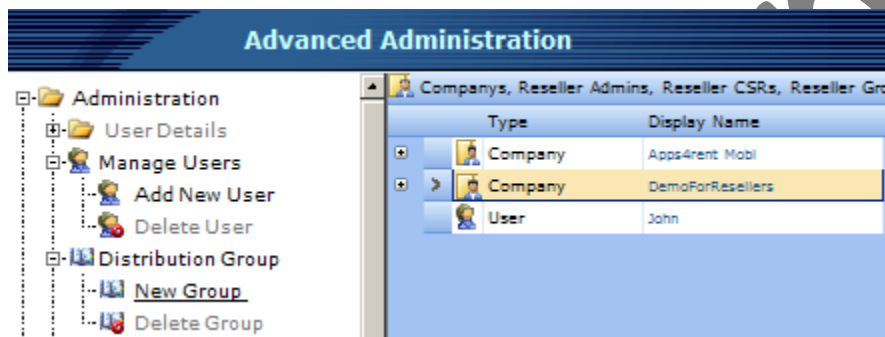 Advanced Administration
Administration
User Details
Manage Users
Add New User
Delete User
Distribution Group
New Group
Delete Group
Companys, Reseller Admins, Reseller CSRs, Reseller
Type Display Name
Company Apps4rent Mobi
Company DemoForResellers
User John